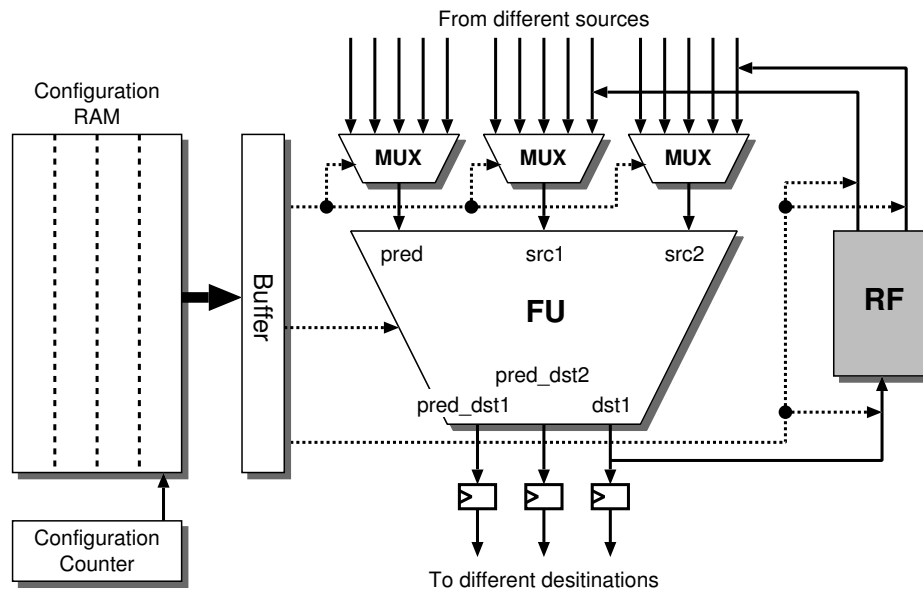 From different sources
Configuration
RAM
MUX
MUX
MUX
Buffer
pred
src1
src2
FU
RF
pred_dst2
pred_dst1
dst1
>
>
>
Configuration
Counter
To different desitinations